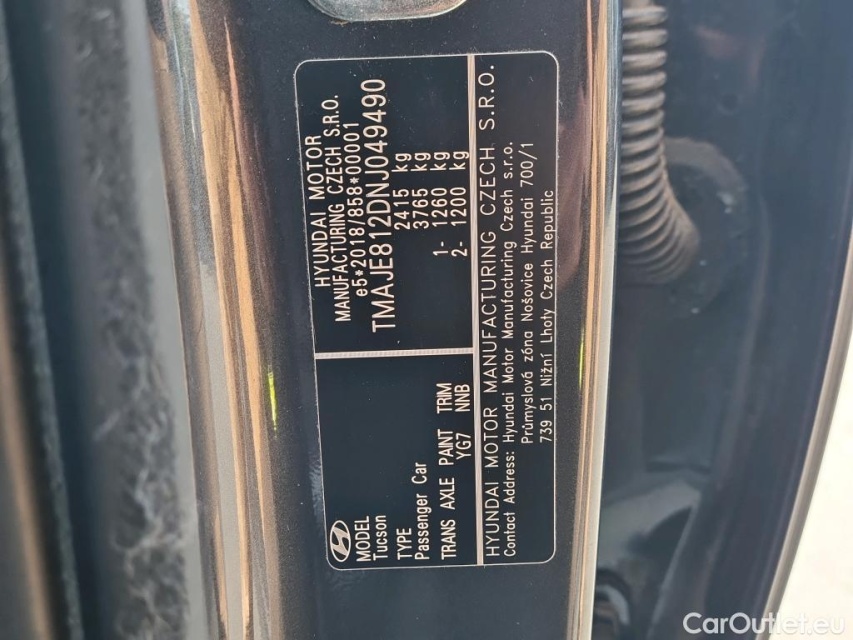 MODEL
Tucson
TYPE
Passenger Car
TRANS AXLE PAINT TRIM
YG7 NNB
HYUNDAI MOTOR
MANUFACTURING CZECH S.R.O.
e5*2018/858*00001
TMAJE812DNJ049490
2415 kg
3765 kg
1- 1260 kg
2- 1200 kg
HYUNDAI MOTOR MANUFACTURING CZECH S.R.O.
Contact Address: Hyundai Motor Manufacturing Czech s.r.o.
Průmyslová zóna Nošovice Hyundai 700/1
739 51 Nižní Lhoty Czech Republic
CarOutlet.eu